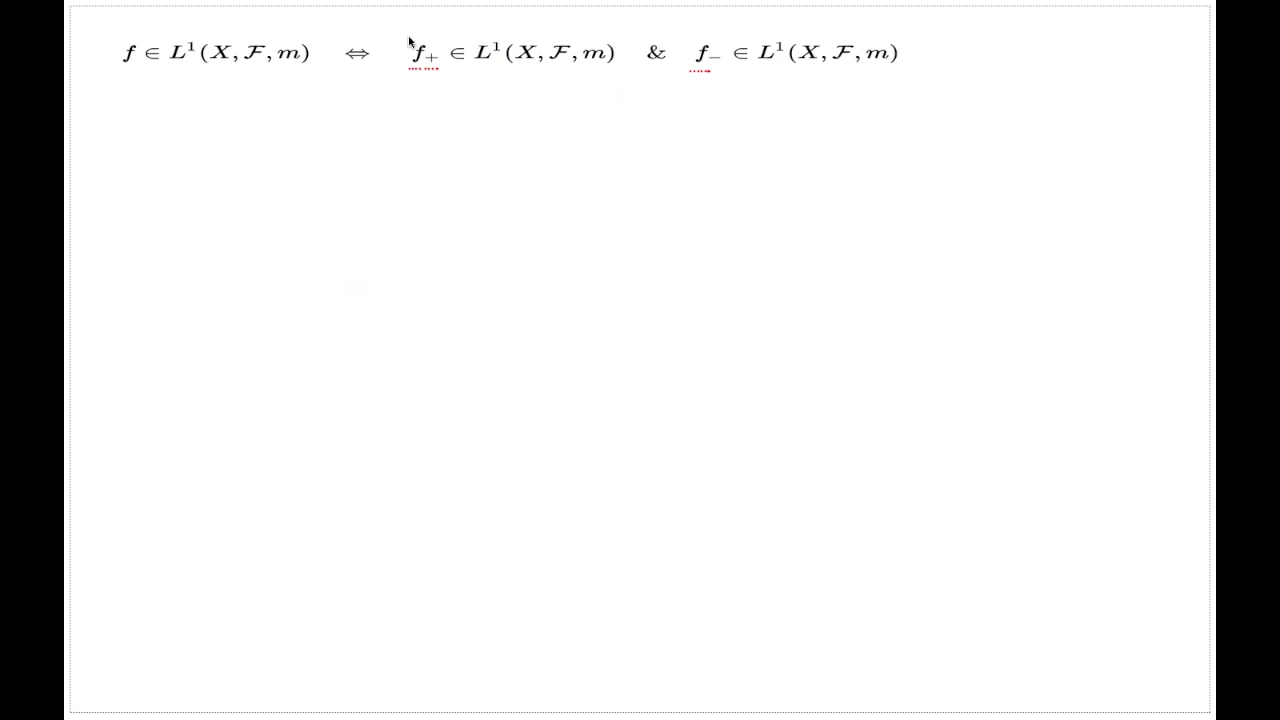 f ∈ L¹(X, ℱ, m) ⇔ f₊ ∈ L¹(X, ℱ, m) & f₋ ∈ L¹(X, ℱ, m)